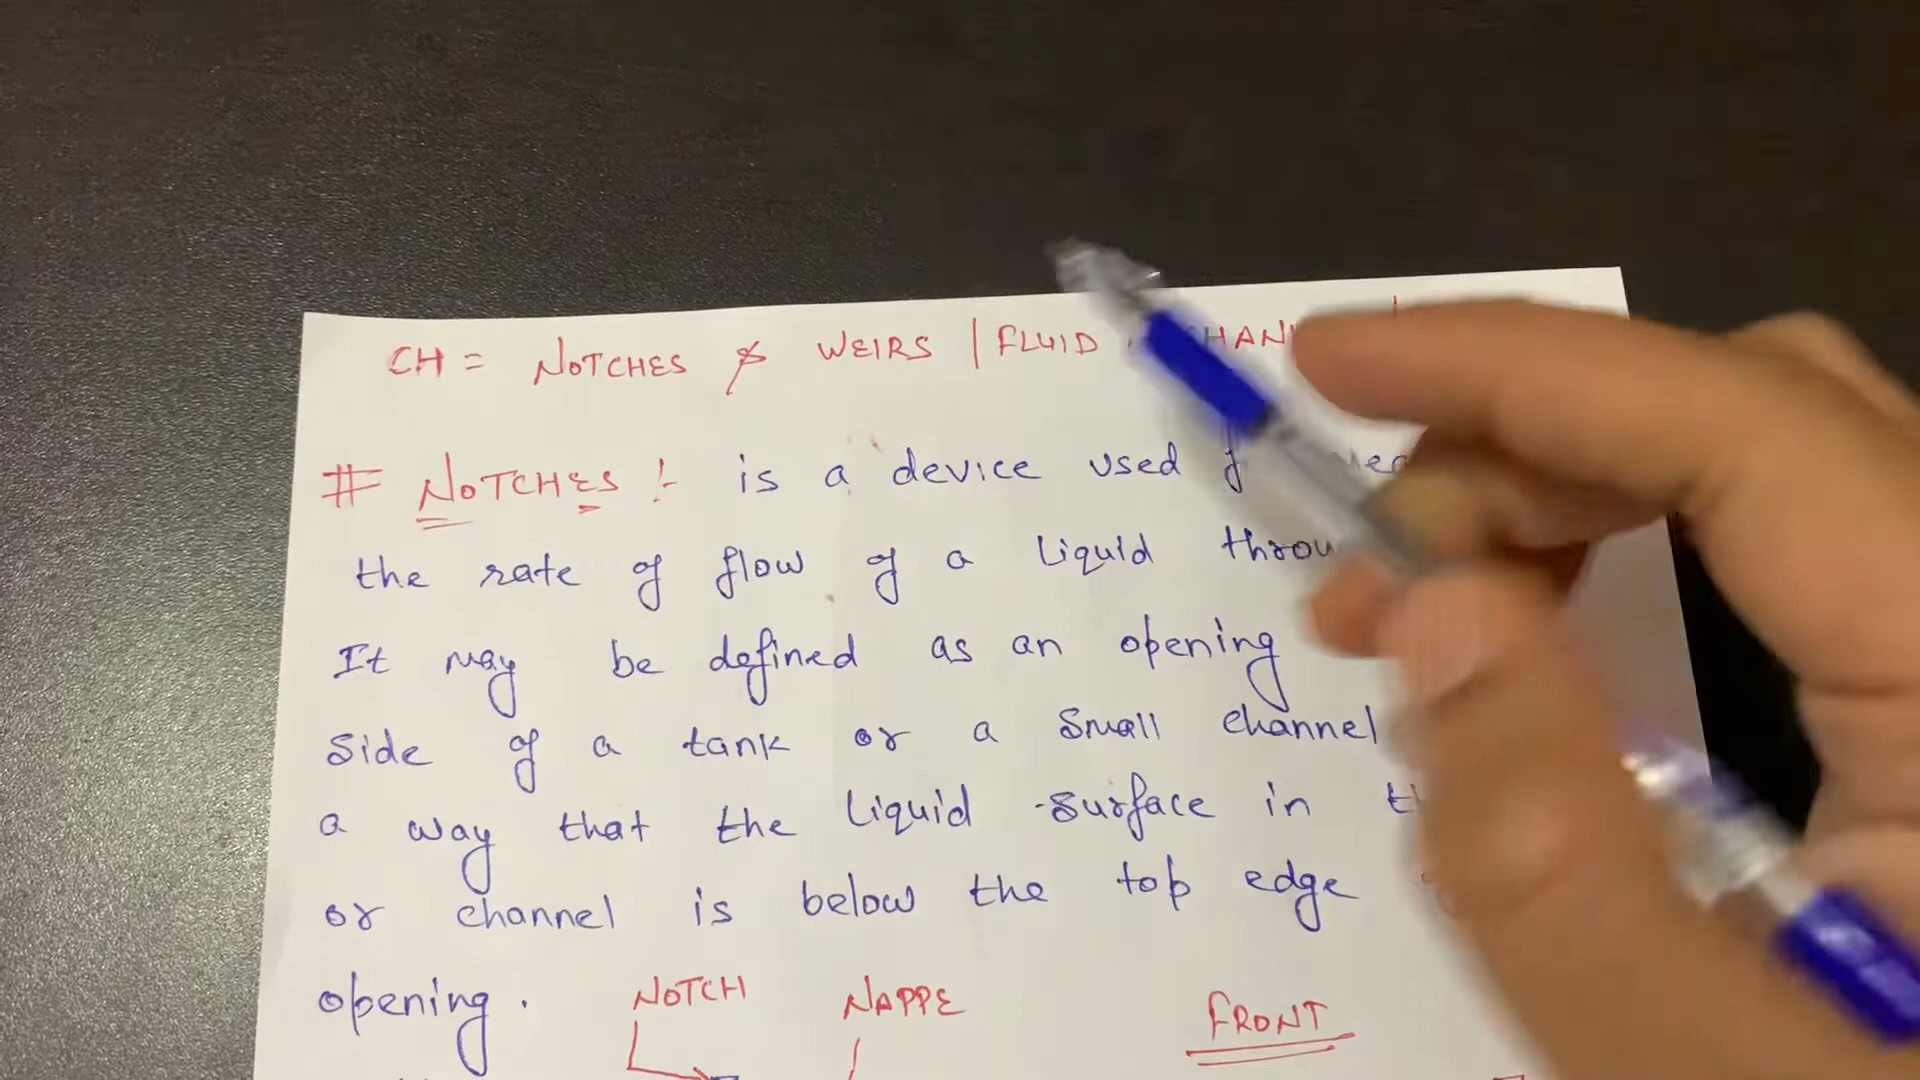 CH = NOTCHES & WEIRS | FLUID
# NOTCHES :- is a device used
the rate of flow of a liquid
It may be defined as an opening
side of a tank or a small channel
a way that the liquid surface in
or channel is below the top edge
opening.
NOTCH NAPPE FRONT